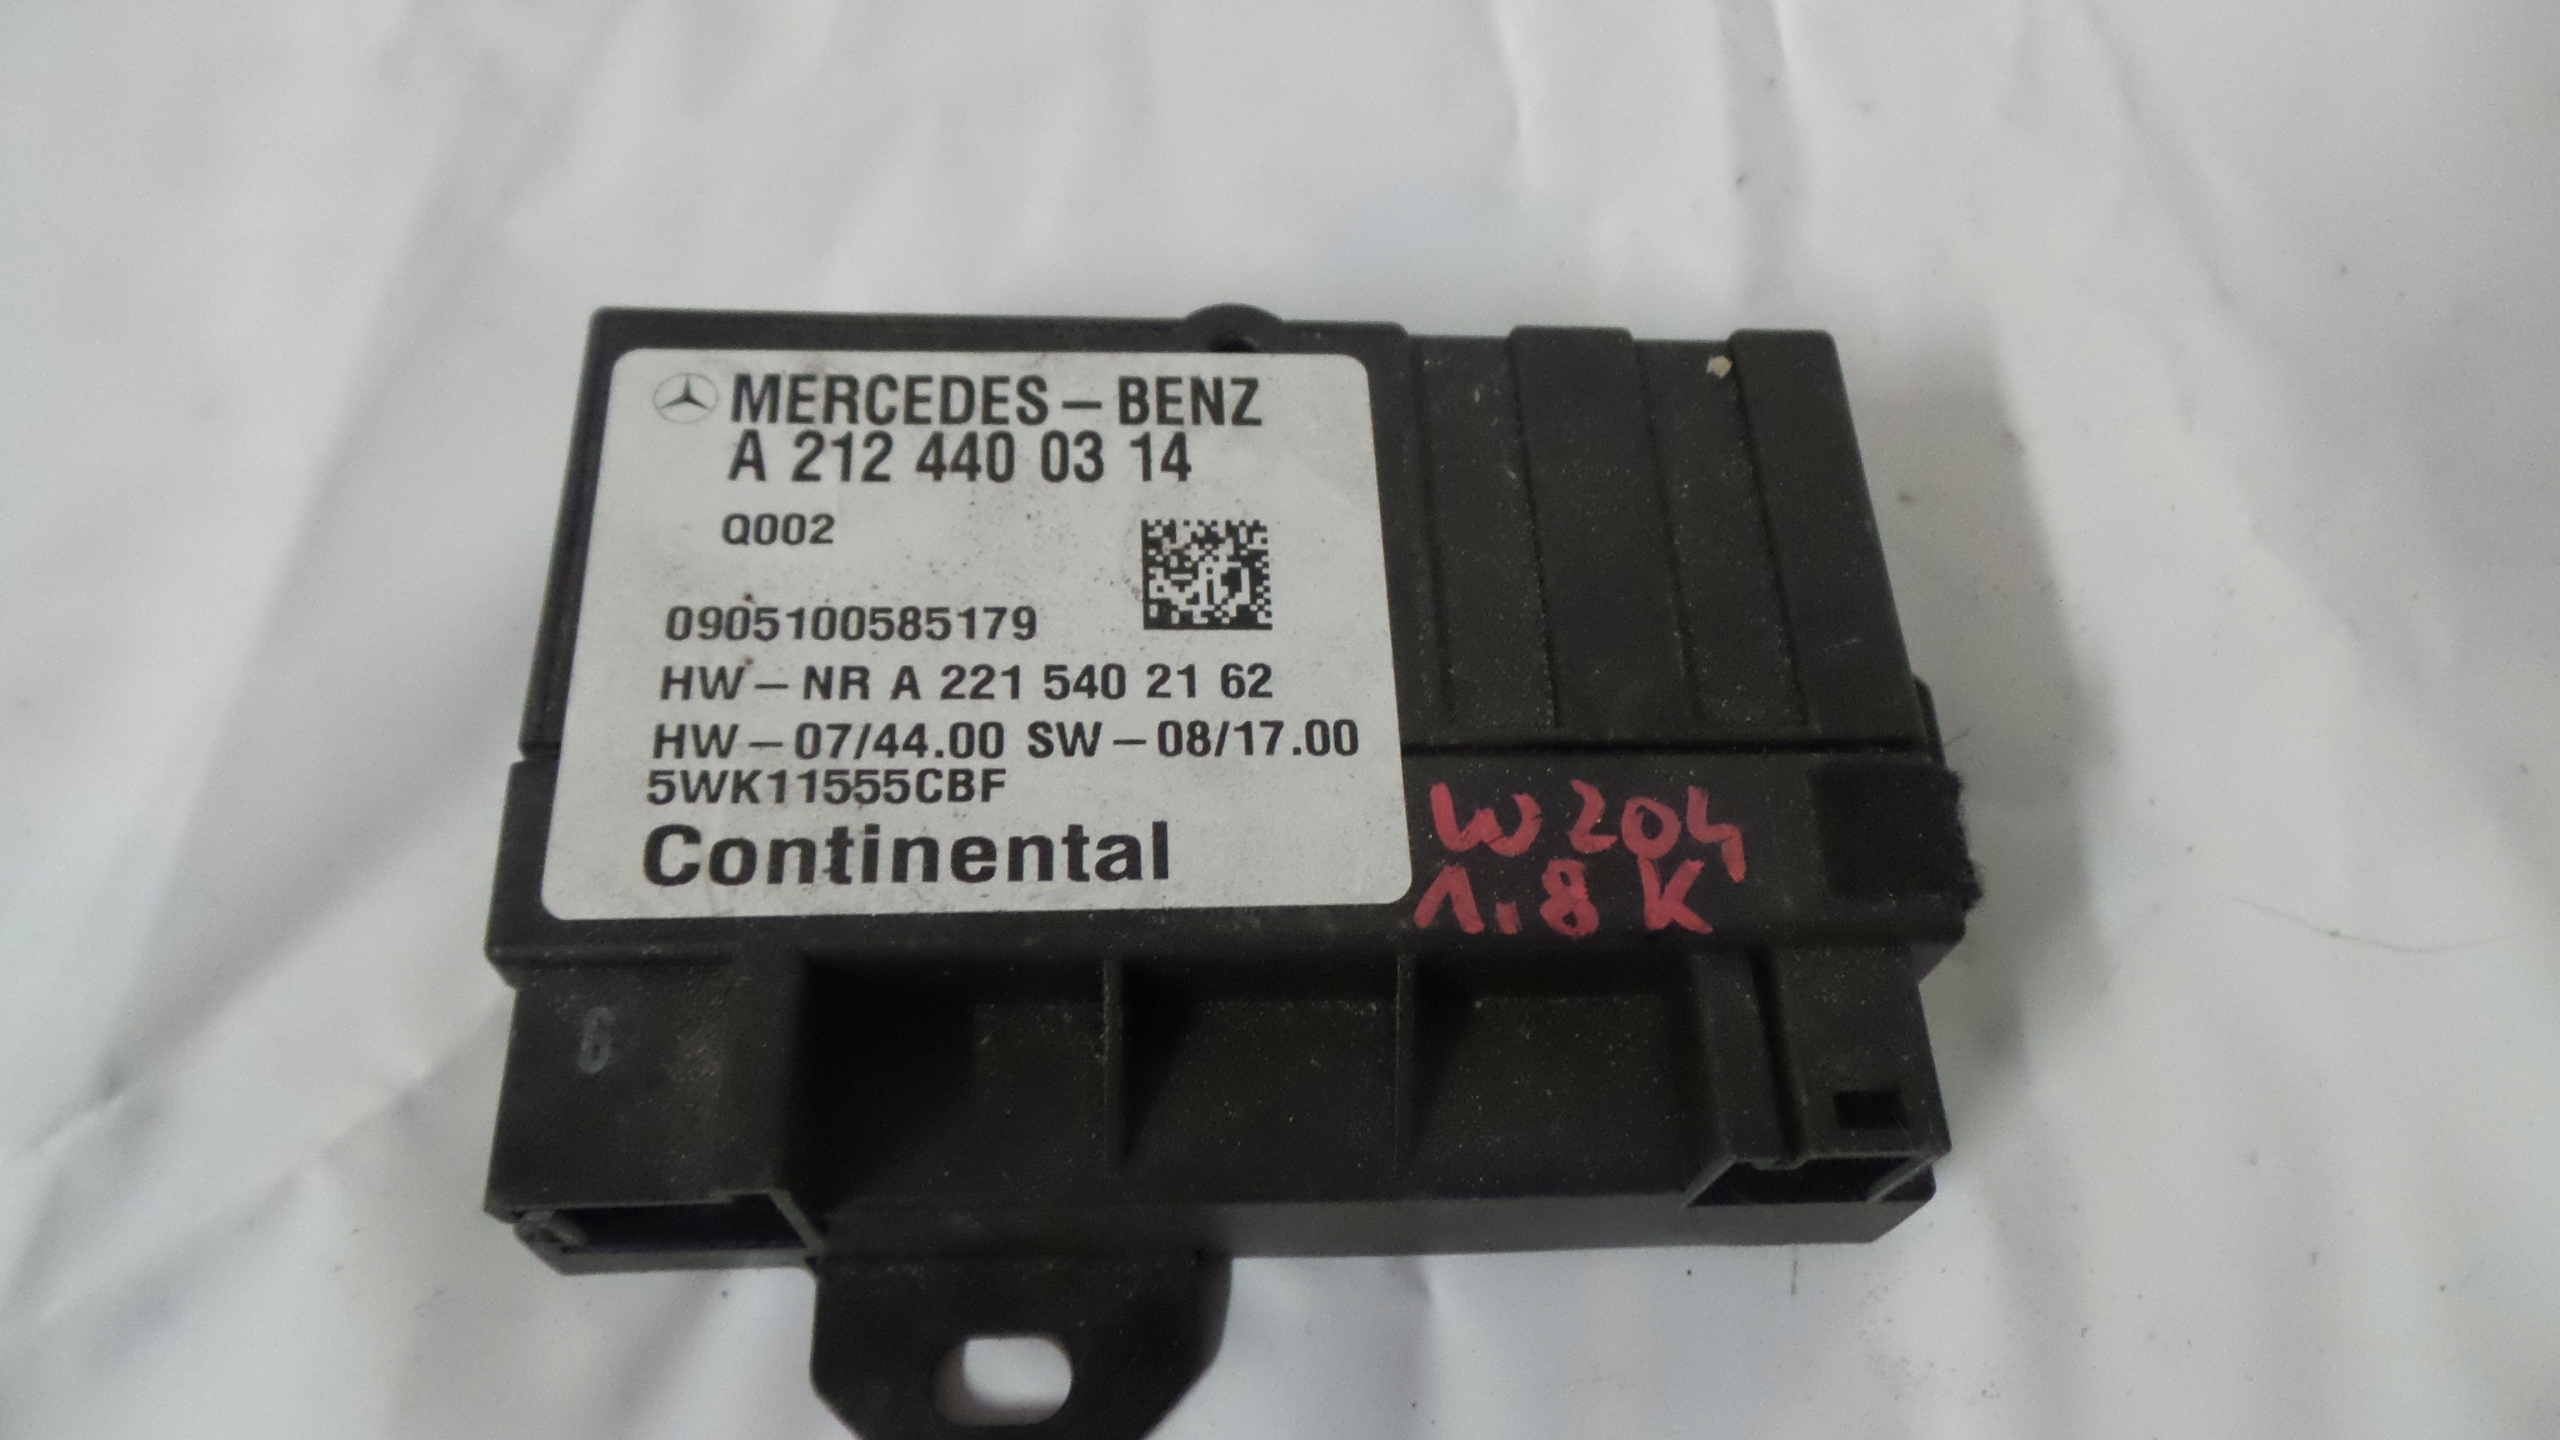 MERCEDES-BENZ
A 212 440 03 14
Q002
0905100585179
HW-NR A 221 540 21 62
HW-07/44.00 SW-08/17.00
5WK11555CBF
Continental
W204
1.8 K